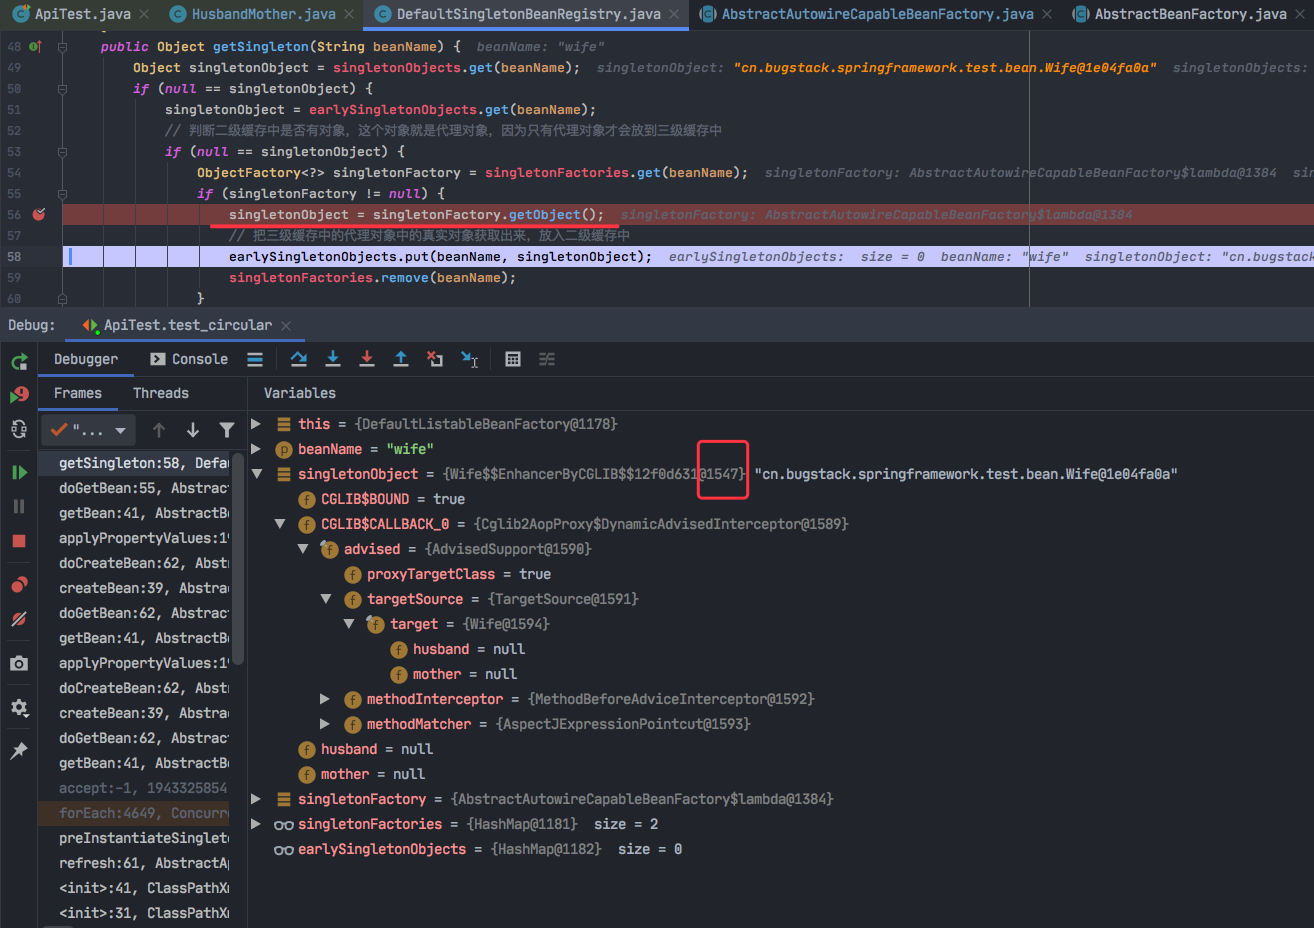 ApiTest.java
HusbandMother.java
DefaultSingletonBeanRegistry.java
AbstractAutowireCapableBeanFactory.java
AbstractBeanFactory.java
48 public Object getSingleton(String beanName) { beanName: "wife"
49 Object singletonObject = singletonObjects.get(beanName); singletonObject: "cn.bugstack.springframework.test.bean.Wife@1e04fa0a" singletonObjects:
50 if (null == singletonObject) {
51 singletonObject = earlySingletonObjects.get(beanName);
52 // 判断二级缓存中是否有对象，这个对象就是代理对象，因为只有代理对象才会放到三级缓存中
53 if (null == singletonObject) {
54 ObjectFactory<?> singletonFactory = singletonFactories.get(beanName); singletonFactory: AbstractAutowireCapableBeanFactory$lambda@1384 sin
55 if (singletonFactory != null) {
56 singletonObject = singletonFactory.getObject(); singletonFactory: AbstractAutowireCapableBeanFactory$lambda@1384
57 // 把三级缓存中的代理对象中的真实对象获取出来，放入二级缓存中
58 earlySingletonObjects.put(beanName, singletonObject); earlySingletonObjects: size = 0 beanName: "wife" singletonObject: "cn.bugstack
59 singletonFactories.remove(beanName);
60 }
Debug: ApiTest.test_circular
Debugger Console
Frames Threads Variables
"...
getSingleton:58, Defau
doGetBean:55, Abstrac
getBean:41, AbstractBe
applyPropertyValues:19
doCreateBean:62, Abst
createBean:39, Abstra
doGetBean:62, Abstrac
getBean:41, AbstractBe
applyPropertyValues:19
doCreateBean:62, Abst
createBean:39, Abstra
doGetBean:62, Abstrac
getBean:41, AbstractBe
accept:-1, 1943325854
forEach:4649, Concurre
preInstantiateSingleto
refresh:61, AbstractAp
<init>:41, ClassPathXm
<init>:31, ClassPathXm
this = {DefaultListableBeanFactory@1178}
beanName = "wife"
singletonObject = {Wife$$EnhancerByCGLIB$$12f0d631@1547} "cn.bugstack.springframework.test.bean.Wife@1e04fa0a"
CGLIB$BOUND = true
CGLIB$CALLBACK_0 = {Cglib2AopProxy$DynamicAdvisedInterceptor@1589}
advised = {AdvisedSupport@1590}
proxyTargetClass = true
targetSource = {TargetSource@1591}
target = {Wife@1594}
husband = null
mother = null
methodInterceptor = {MethodBeforeAdviceInterceptor@1592}
methodMatcher = {AspectJExpressionPointcut@1593}
husband = null
mother = null
singletonFactory = {AbstractAutowireCapableBeanFactory$lambda@1384}
singletonFactories = {HashMap@1181} size = 2
earlySingletonObjects = {HashMap@1182} size = 0